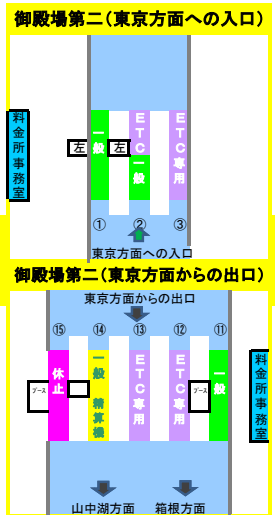 御殿場第二(東京方面への入口)
料金所事務室
左
一般
左
ETC一般
ETC専用
①
②
③
東京方面への入口
御殿場第二(東京方面からの出口)
東京方面からの出口
⑮
⑭
⑬
⑫
⑪
ブース
休止
一般 精算機
ETC専用
ETC専用
ブース
一般
料金所事務室
山中湖方面
箱根方面